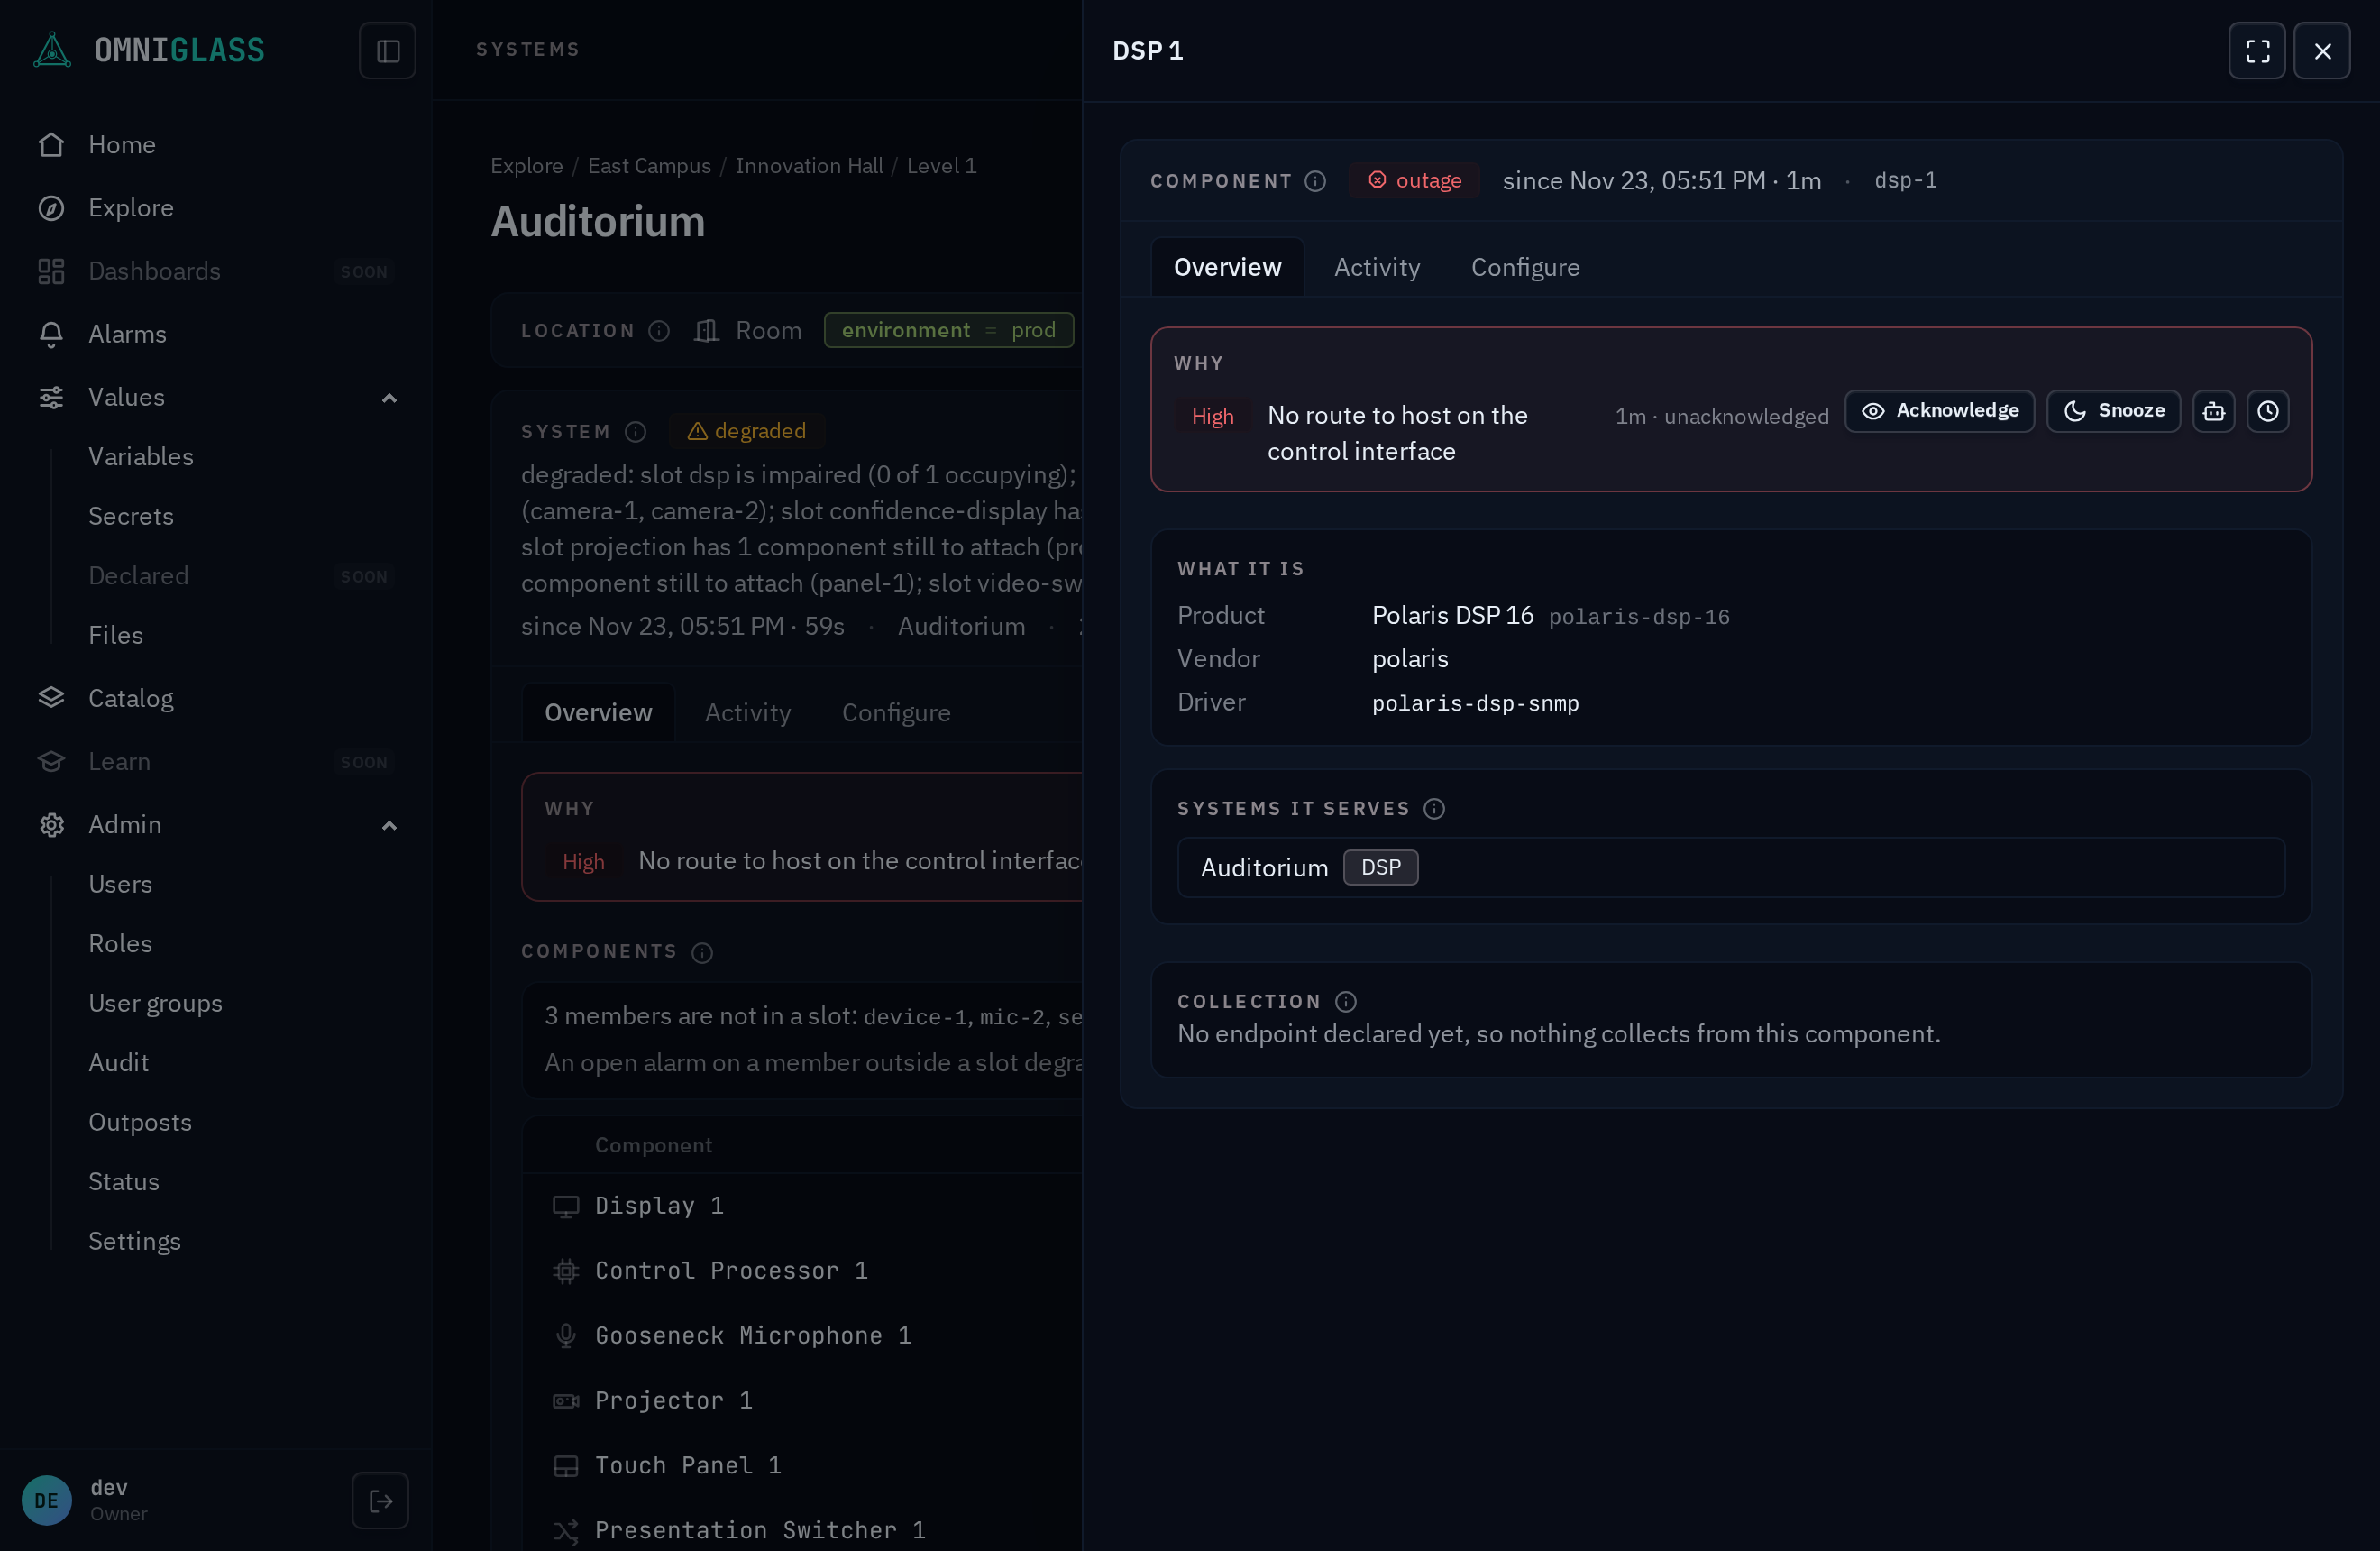 OMNIGLASS
Home
Explore
Dashboards SOON
Alarms
Values
Variables
Secrets
Declared SOON
Files
Catalog
Learn SOON
Admin
Users
Roles
User groups
Audit
Outposts
Status
Settings
DE dev
Owner
SYSTEMS
Explore / East Campus / Innovation Hall / Level 1
Auditorium
LOCATION Room environment = prod
SYSTEM degraded
degraded: slot dsp is impaired (0 of 1 occupying);
(camera-1, camera-2); slot confidence-display
slot projection has 1 component still to attach
component still to attach (panel-1); slot
since Nov 23, 05:51 PM · 59s · Auditorium ·
Overview Activity Configure
WHY
High No route to host on the control
COMPONENTS
3 members are not in a slot: device-1, mic-2,
An open alarm on a member outside a slot
Component
Display 1
Control Processor 1
Gooseneck Microphone 1
Projector 1
Touch Panel 1
Presentation Switcher 1
DSP 1
COMPONENT outage since Nov 23, 05:51 PM · 1m · dsp-1
Overview Activity Configure
WHY
High No route to host on the 1m · unacknowledged Acknowledge Snooze
control interface
WHAT IT IS
Product Polaris DSP 16 polaris-dsp-16
Vendor polaris
Driver polaris-dsp-snmp
SYSTEMS IT SERVES
Auditorium DSP
COLLECTION
No endpoint declared yet, so nothing collects from this component.